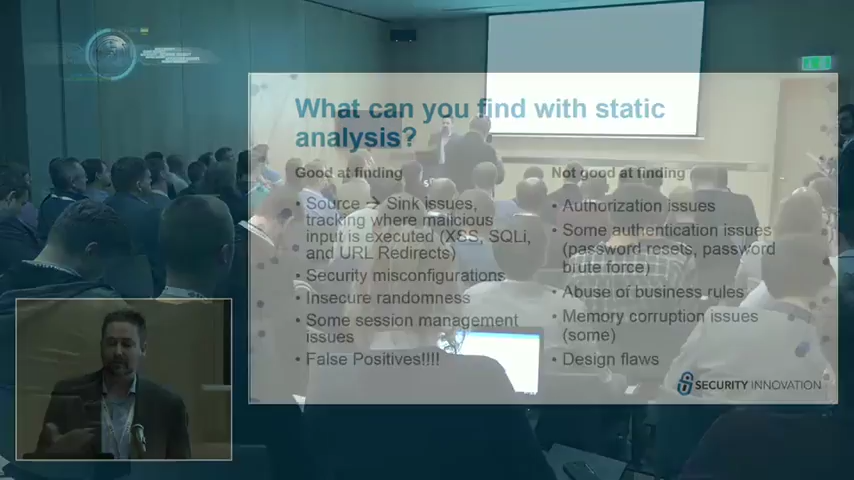 What can you find with static
analysis?
Good at finding
• Source → Sink issues,
tracking where malicious
input is executed (XSS, SQLi,
and URL Redirects)
• Security misconfigurations
• Insecure randomness
• Some session management
issues
• False Positives!!!!
Not good at finding
• Authorization issues
• Some authentication issues
(password resets, password
brute force)
• Abuse of business rules
• Memory corruption issues
(some)
• Design flaws
SECURITY INNOVATION